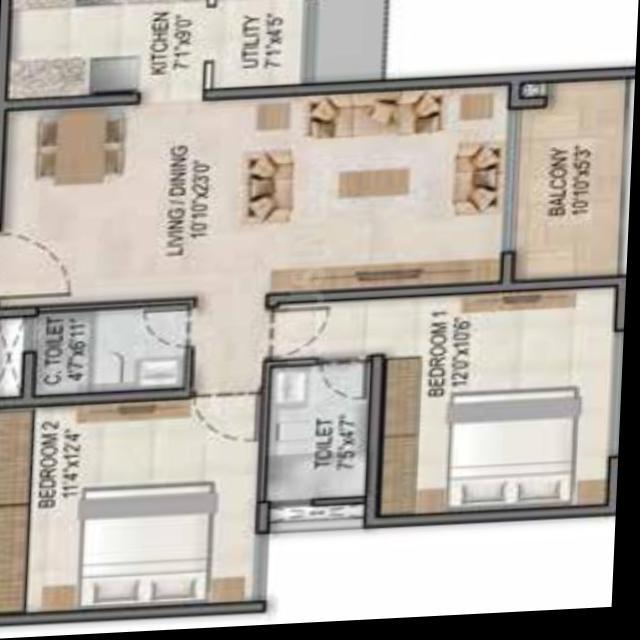 KITCHEN
7'1"x9'0"
UTILITY
7'1"x4'5"
LIVING / DINING
10'10"x23'0"
BALCONY
10'10"x5'3"
C. TOILET
4'7"x6'11"
BEDROOM 1
12'0"x10'6"
TOILET
7'5"x4'7"
BEDROOM 2
11'4"x12'4"